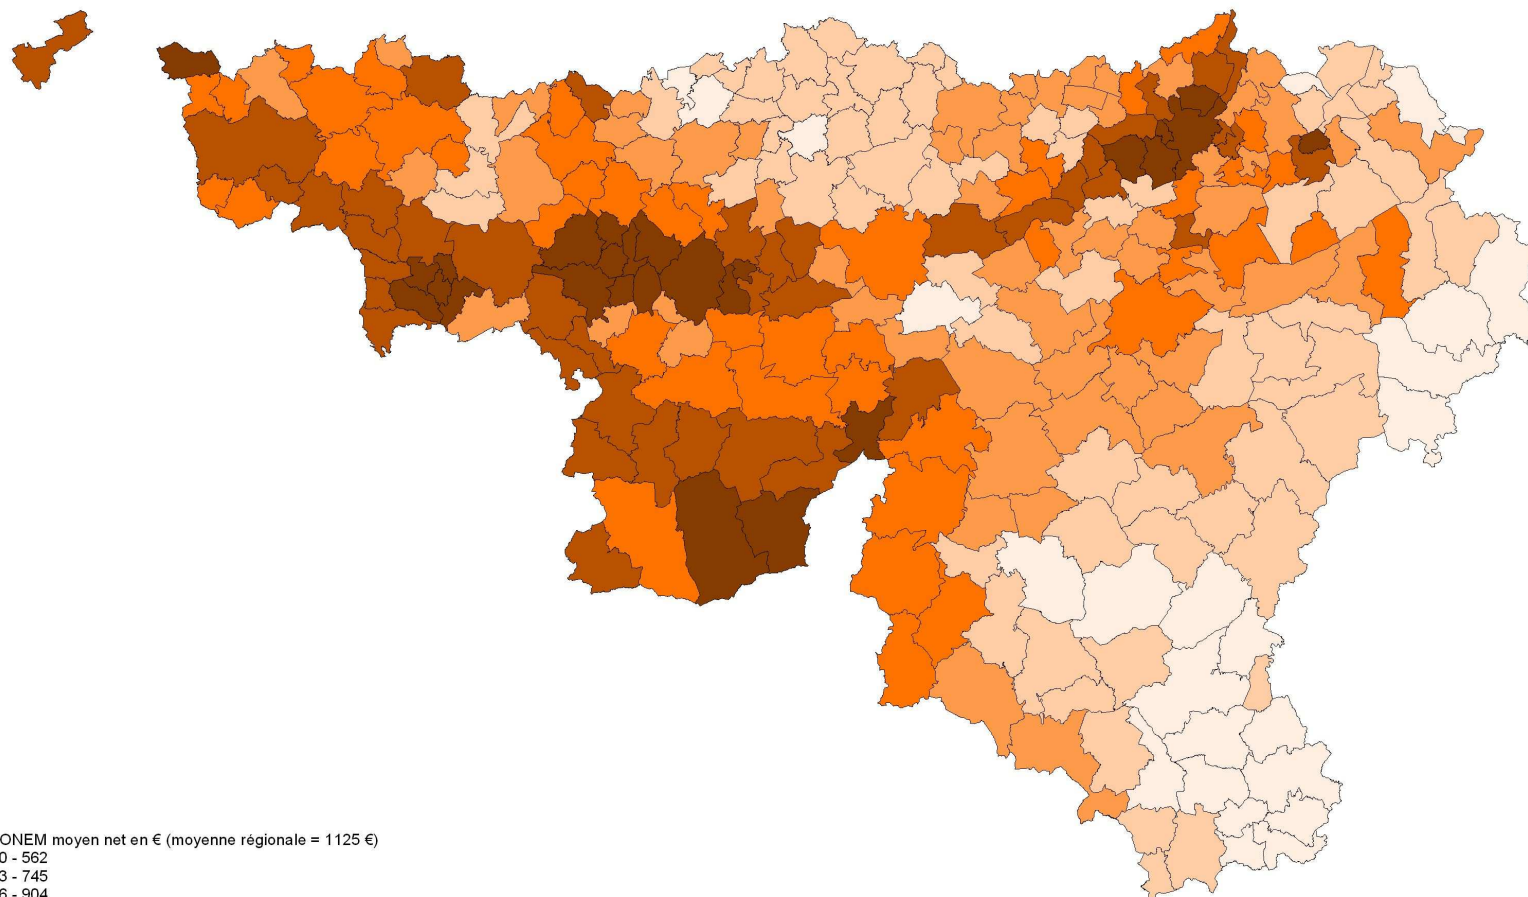 ONEM moyen net en € (moyenne régionale = 1125 €)
0 - 562
3 - 745
6 - 904